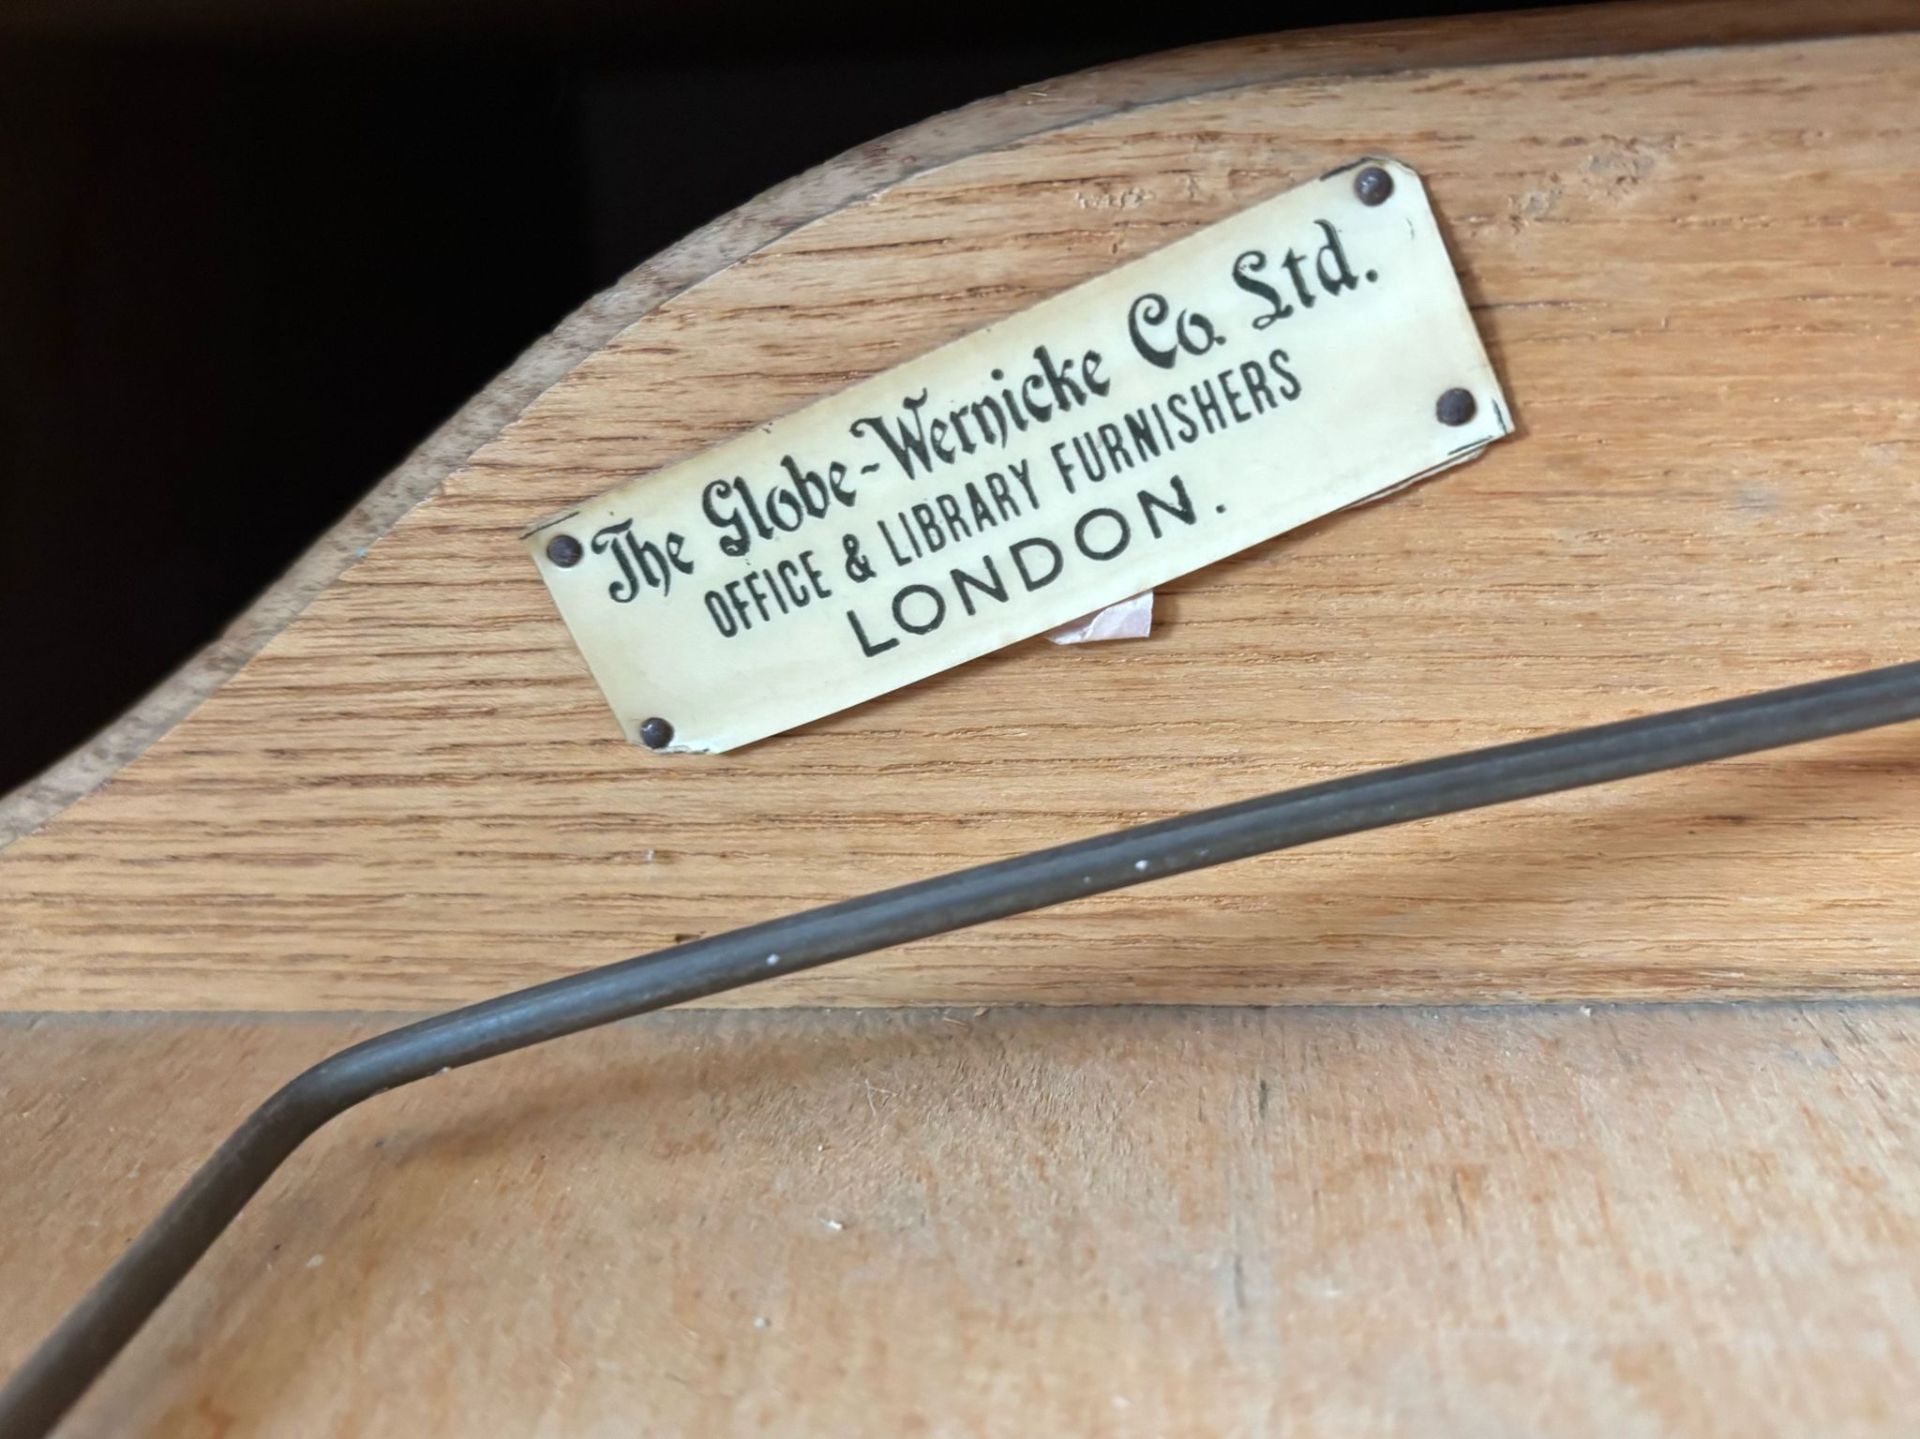 The Globe-Wernicke Co. Ltd.
OFFICE & LIBRARY FURNISHERS
LONDON.